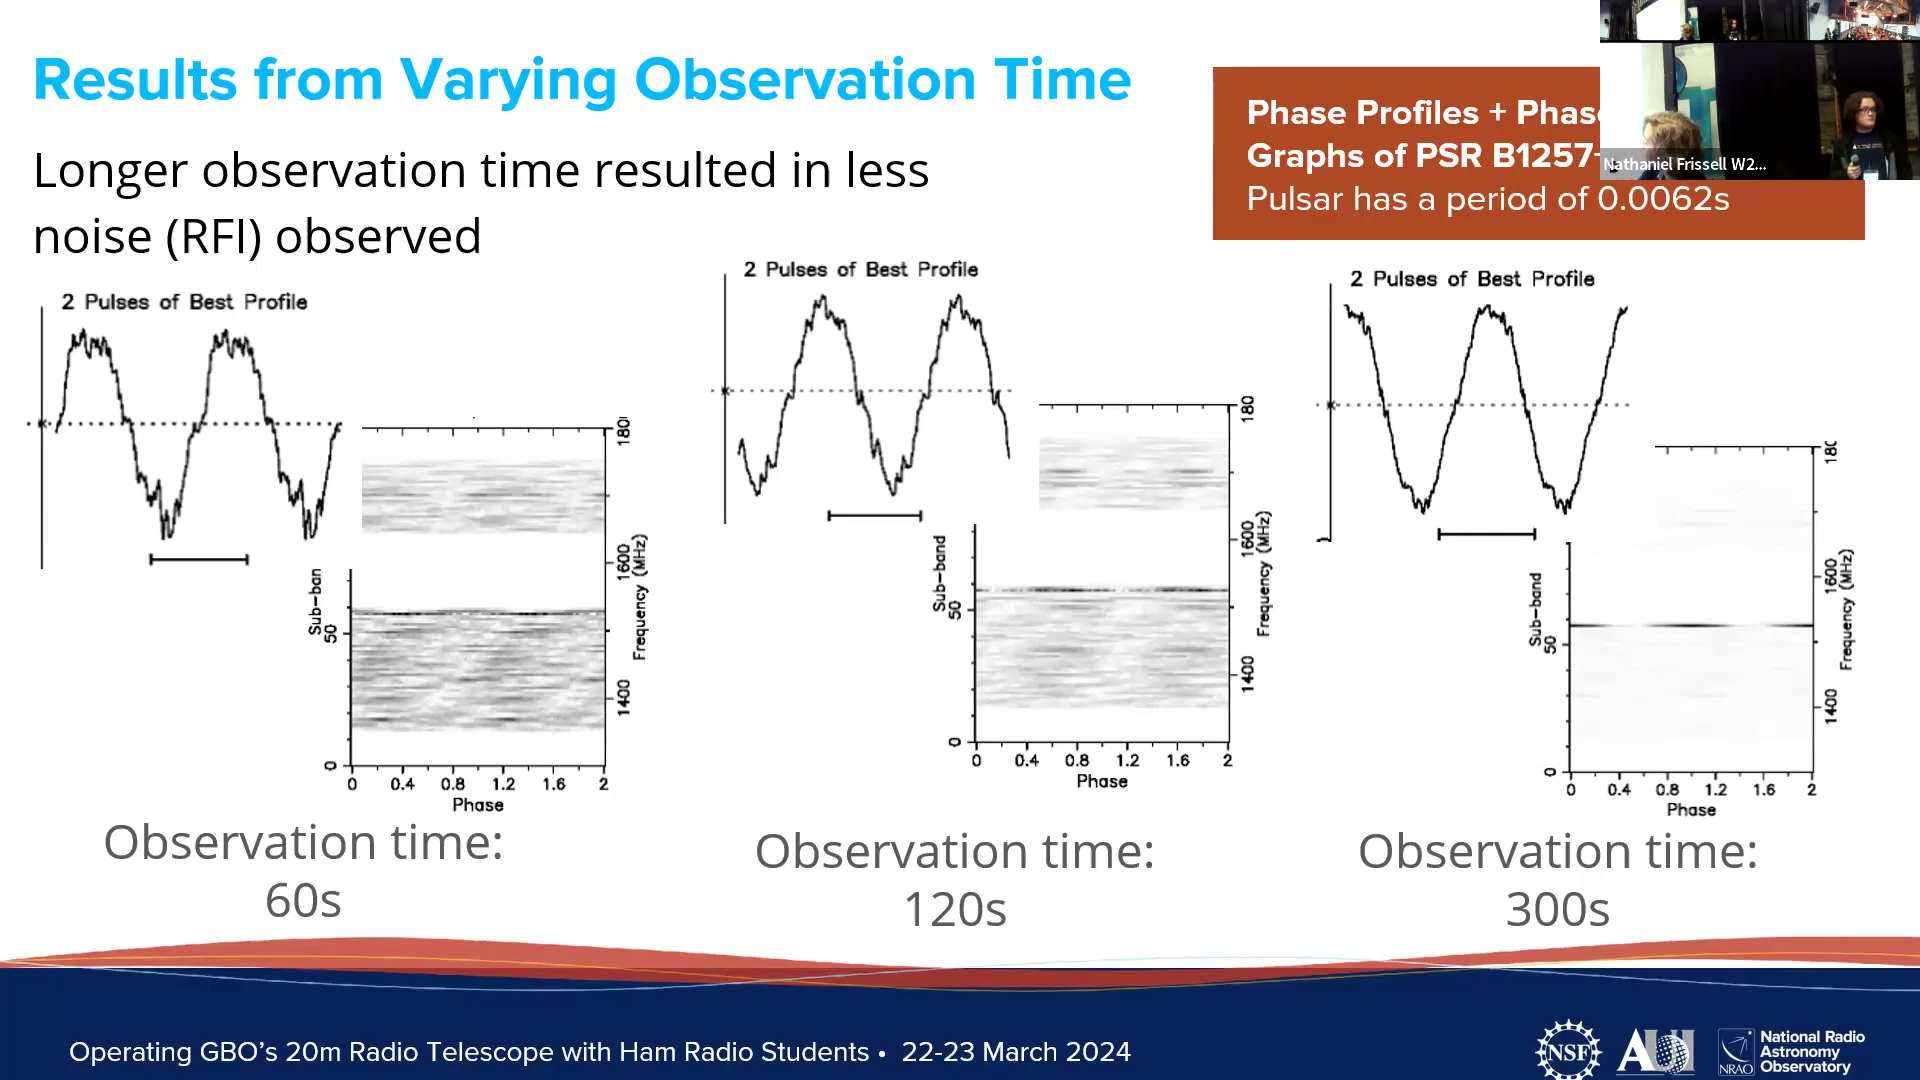 Results from Varying Observation Time
Longer observation time resulted in less
noise (RFI) observed
Phase Profiles +
Graphs of PSR B1257
Pulsar has a period of 0.0062s
Nathaniel Frissell W2...
2 Pulses of Best Profile
180
1600
1400
Frequency (MHz)
Sub-ban
50
0
0 0.4 0.8 1.2 1.6 2
Phase
Observation time:
60s
2 Pulses of Best Profile
180
1600
1400
Frequency (MHz)
Sub-band
50
0
0 0.4 0.8 1.2 1.6 2
Phase
Observation time:
120s
2 Pulses of Best Profile
1600
1400
Frequency (MHz)
Sub-band
50
0
0 0.4 0.8 1.2 1.6 2
Phase
Observation time:
300s
Operating GBO's 20m Radio Telescope with Ham Radio Students • 22-23 March 2024
NSF
AUI
NRAO
National Radio
Astronomy
Observatory